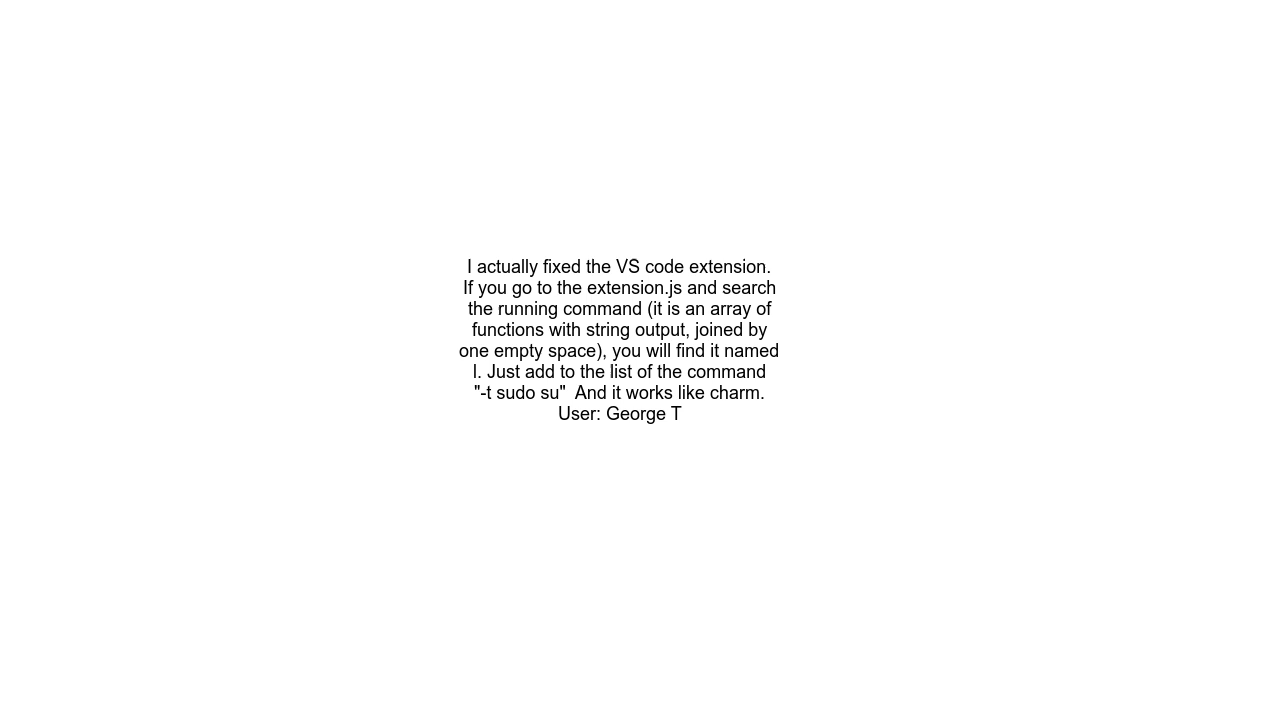 I actually fixed the VS code extension.
If you go to the extension.js and search
the running command (it is an array of
functions with string output, joined by
one empty space), you will find it named
l. Just add to the list of the command
"-t sudo su"  And it works like charm.
User: George T